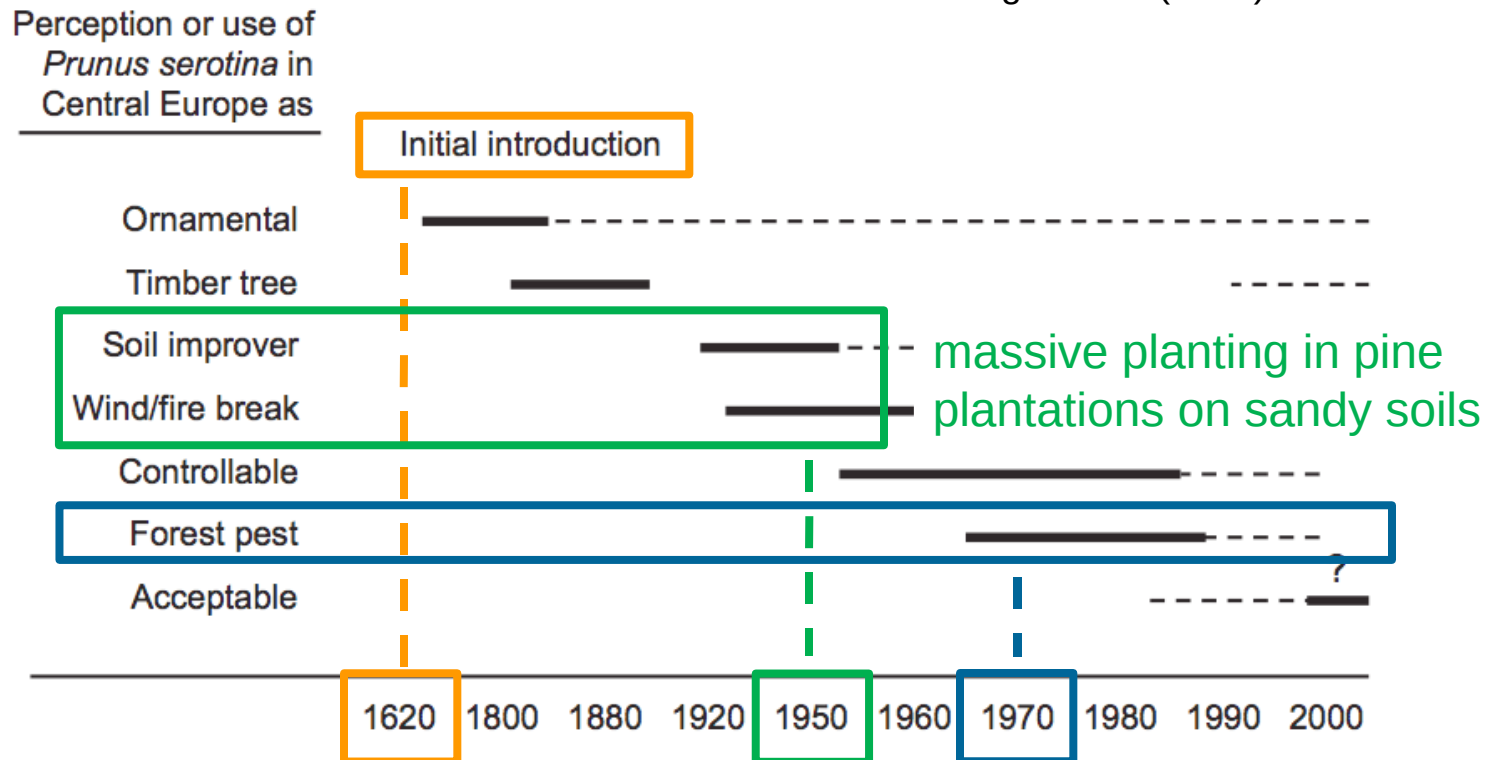 Perception or use of
Prunus serotina in
Central Europe as
Initial introduction
Ornamental
Timber tree
Soil improver
massive planting in pine
Wind/fire break
plantations on sandy soils
Controllable
Forest pest
?
Acceptable
1620 1800 1880 1920 1950 1960 1970 1980 1990 2000